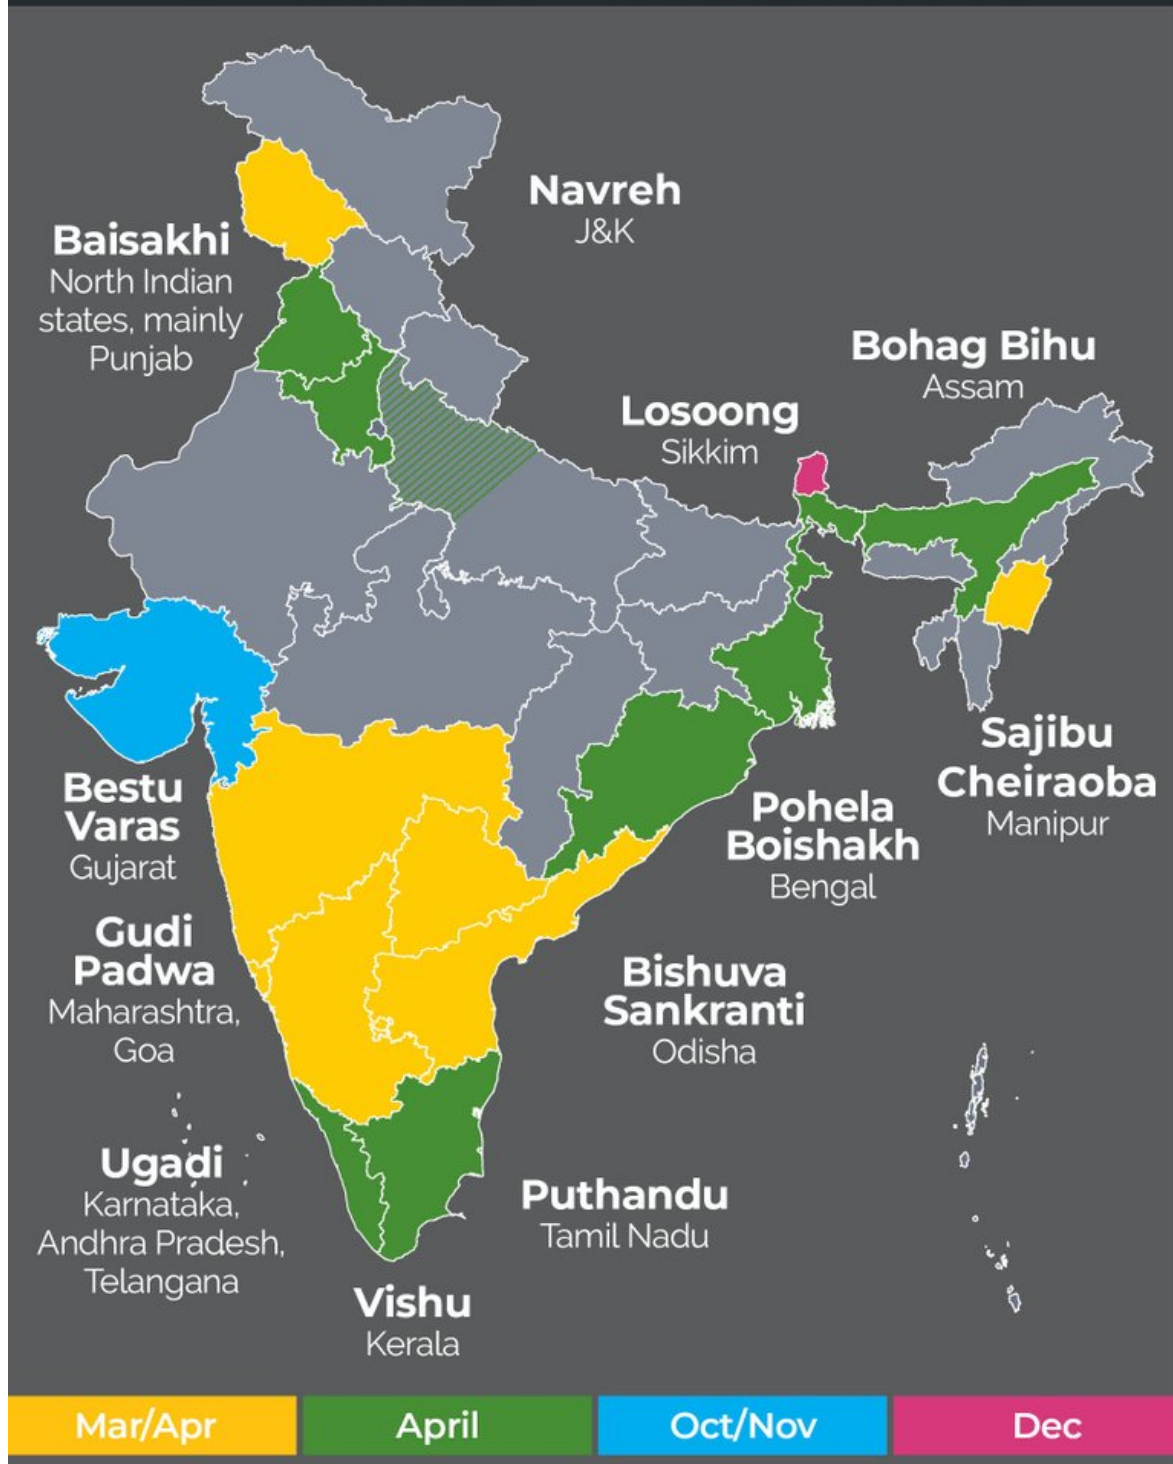 Navreh
J&K
Baisakhi
North Indian
states, mainly
Punjab
Bohag Bihu
Assam
Losoong
Sikkim
Sajibu
Cheiraoba
Manipur
Bestu
Varas
Gujarat
Pohela
Boishakh
Bengal
Gudi
Padwa
Maharashtra,
Goa
Bishuva
Sankranti
Odisha
Ugadi
Karnataka,
Andhra Pradesh,
Telangana
Puthandu
Tamil Nadu
Vishu
Kerala
Mar/Apr
April
Oct/Nov
Dec